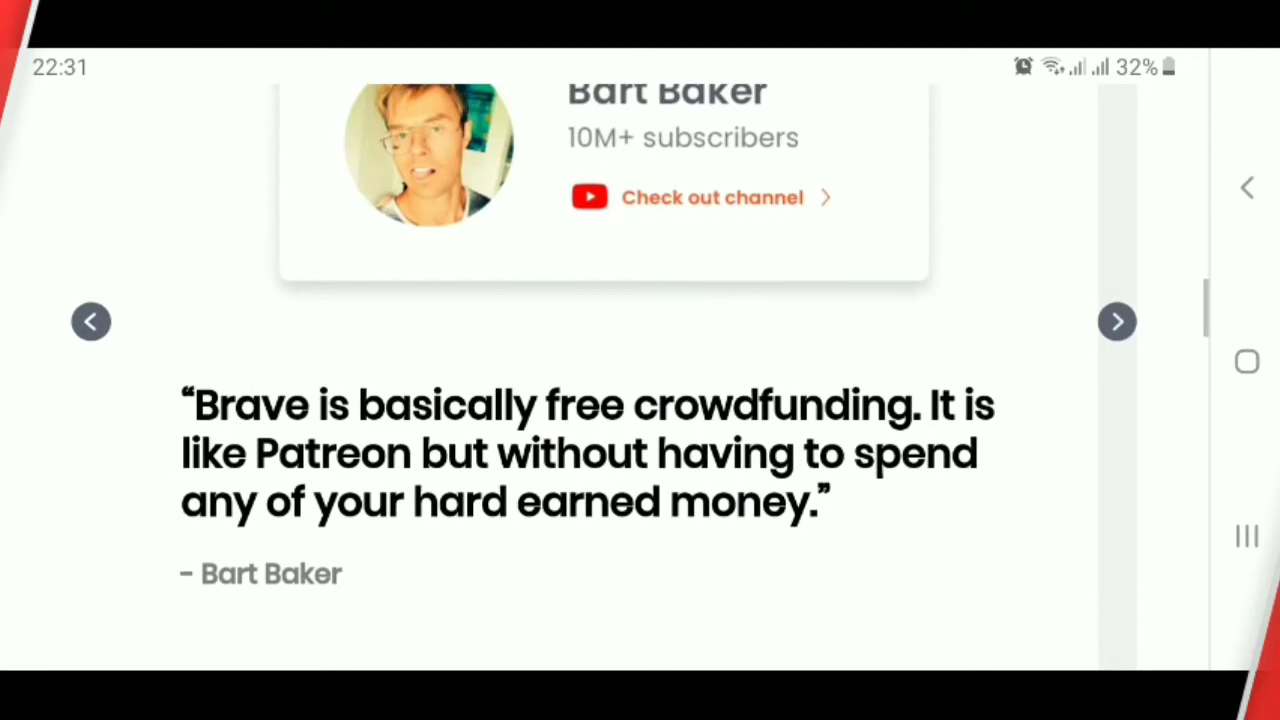 22:31
32%
Bart Baker
10M+ subscribers
Check out channel
“Brave is basically free crowdfunding. It is
like Patreon but without having to spend
any of your hard earned money.”
- Bart Baker